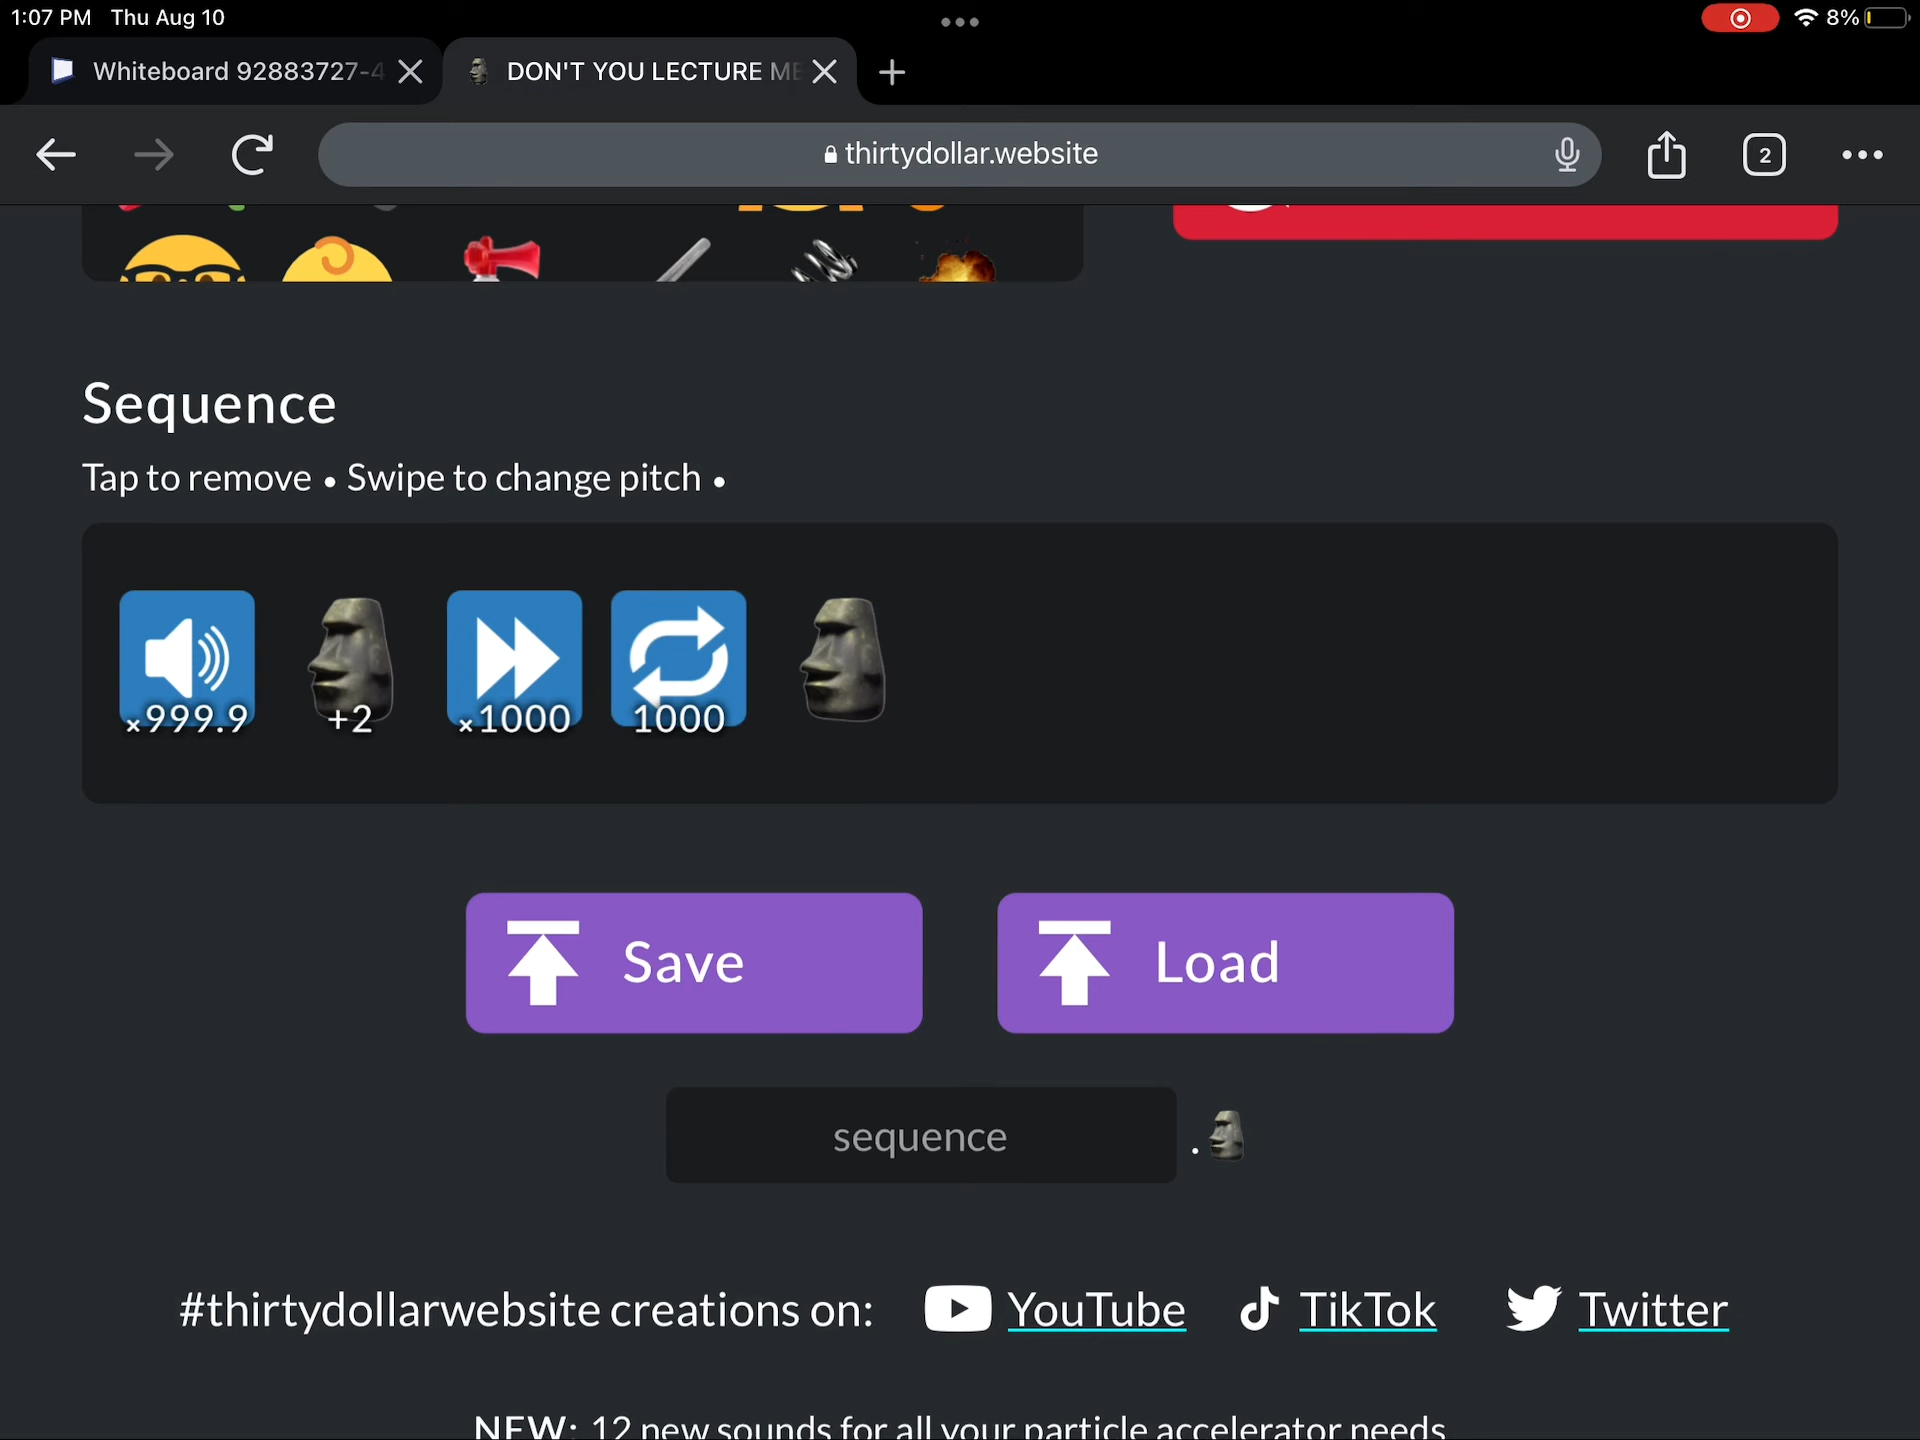 1:07 PM Thu Aug 10
8%
Whiteboard 92883727-4
DON'T YOU LECTURE ME
thirtydollar.website
2
Sequence
Tap to remove • Swipe to change pitch •
×999.9
+2
×1000
1000
Save
Load
sequence
.
#thirtydollarwebsite creations on: YouTube TikTok Twitter
NEW: 12 new sounds for all your particle accelerator needs